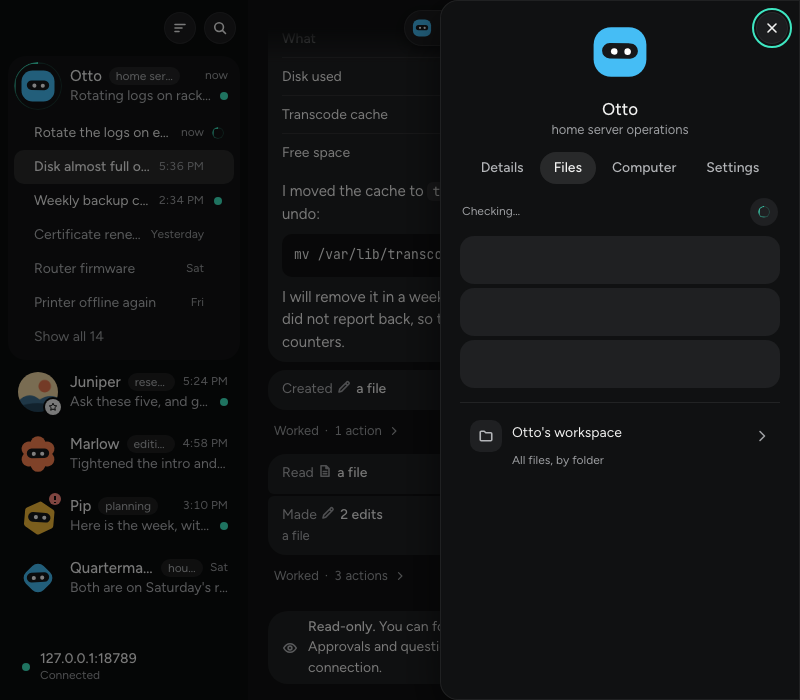 Otto
home ser...
now
Rotating logs on rack...
Rotate the logs on e...
now
Disk almost full o...
5:36 PM
Weekly backup c...
2:34 PM
Certificate rene...
Yesterday
Router firmware
Sat
Printer offline again
Fri
Show all 14
Juniper
rese...
5:24 PM
Ask these five, and g...
Marlow
editi...
4:58 PM
Tightened the intro and...
Pip
planning
3:10 PM
Here is the week, wit...
Quarterma...
hou...
Sat
Both are on Saturday's r...
127.0.0.1:18789
Connected
What
Disk used
Transcode cache
Free space
I moved the cache to
undo:
mv /var/lib/transco
I will remove it in a week
did not report back, so
counters.
Created a file
Worked · 1 action
Read a file
Made 2 edits
a file
Worked · 3 actions
Read-only. You can fo
Approvals and questi
connection.
Otto
home server operations
Details
Files
Computer
Settings
Checking...
Otto's workspace
All files, by folder